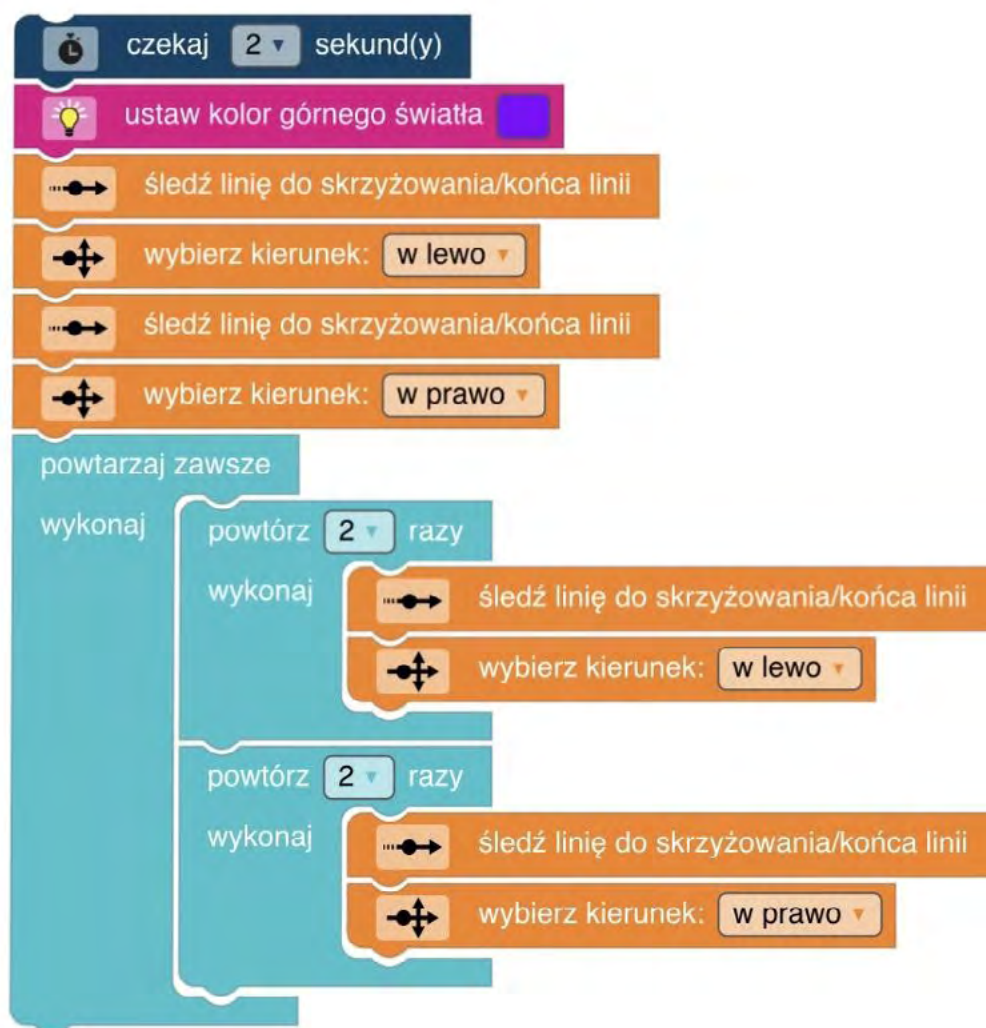 czekaj 2 sekund(y)
ustaw kolor górnego światła
śledź linię do skrzyżowania/końca linii
wybierz kierunek: w lewo
śledź linię do skrzyżowania/końca linii
wybierz kierunek: w prawo
powtarzaj zawsze
wykonaj
powtórz 2 razy
wykonaj
śledź linię do skrzyżowania/końca linii
wybierz kierunek: w lewo
powtórz 2 razy
wykonaj
śledź linię do skrzyżowania/końca linii
wybierz kierunek: w prawo